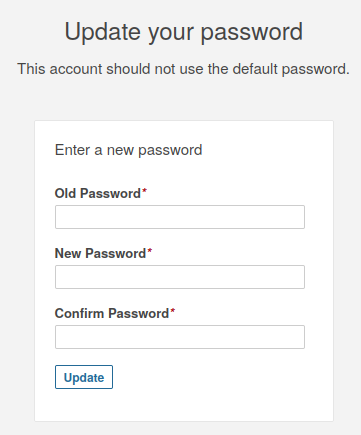 Update your password
This account should not use the default password.
Enter a new password
Old Password*
New Password*
Confirm Password*
Update